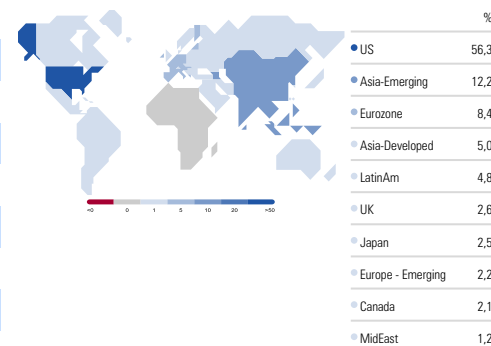 %
US 56,3
Asia-Emerging 12,2
Eurozone 8,4
Asia-Developed 5,0
LatinAm 4,8
UK 2,6
Japan 2,5
Europe - Emerging 2,2
Canada 2,1
MidEast 1,2
<0 0 1 5 10 20 >50